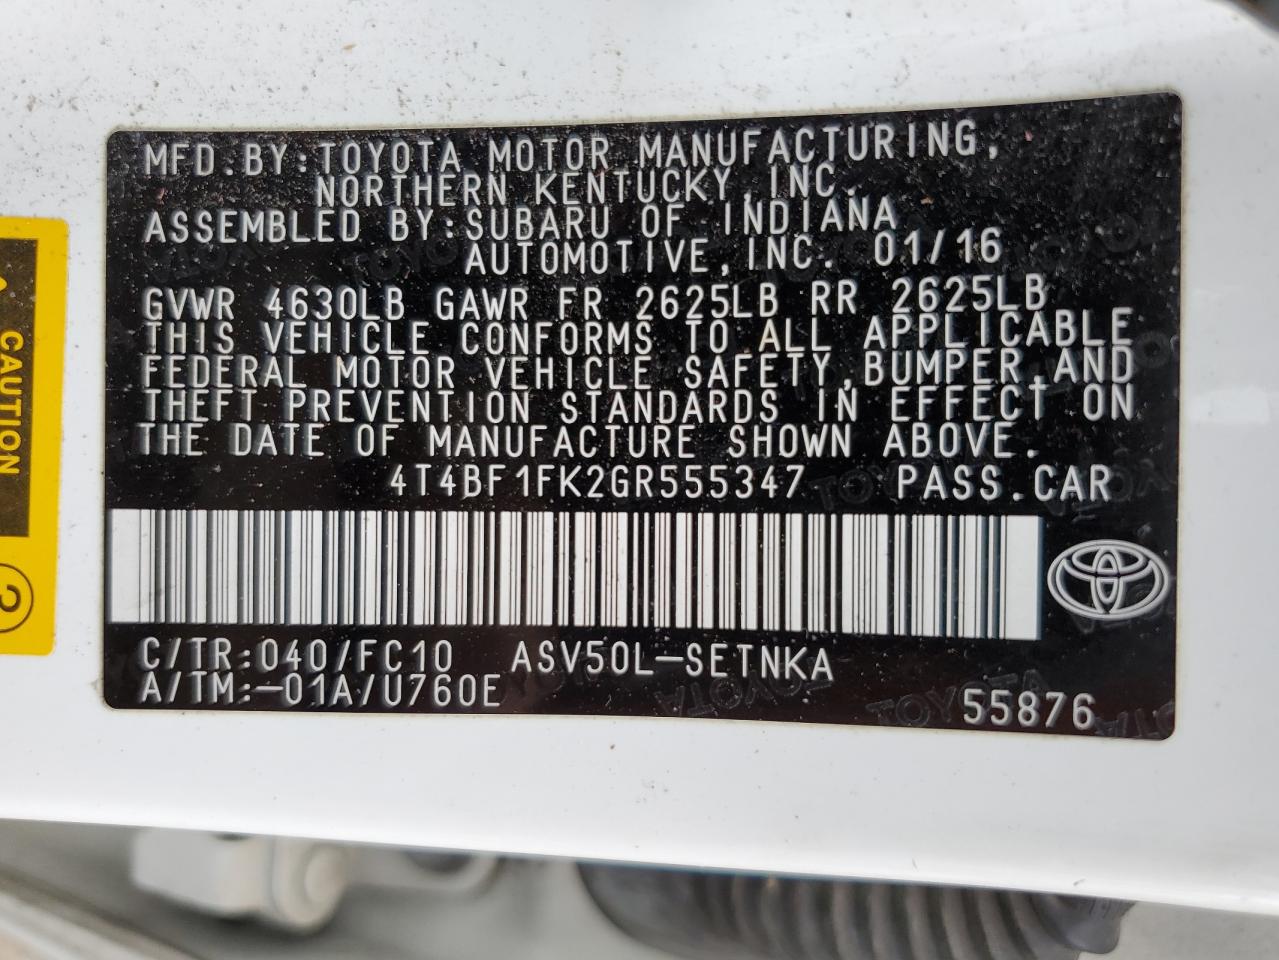 MFD.BY:TOYOTA MOTOR MANUFACTURING,
NORTHERN KENTUCKY,INC.
ASSEMBLED BY:SUBARU OF INDIANA
AUTOMOTIVE,INC. 01/16
GVWR 4630LB GAWR FR 2625LB RR 2625LB
THIS VEHICLE CONFORMS TO ALL APPLICABLE
FEDERAL MOTOR VEHICLE SAFETY,BUMPER,AND
THEFT PREVENTION STANDARDS IN EFFECT ON
THE DATE OF MANUFACTURE SHOWN ABOVE.
4T4BF1FK2GR555347 PASS.CAR
C/TR:040/FC10 ASV50L-SETNKA
A/TM:-01A/U760E
55876
CAUTION